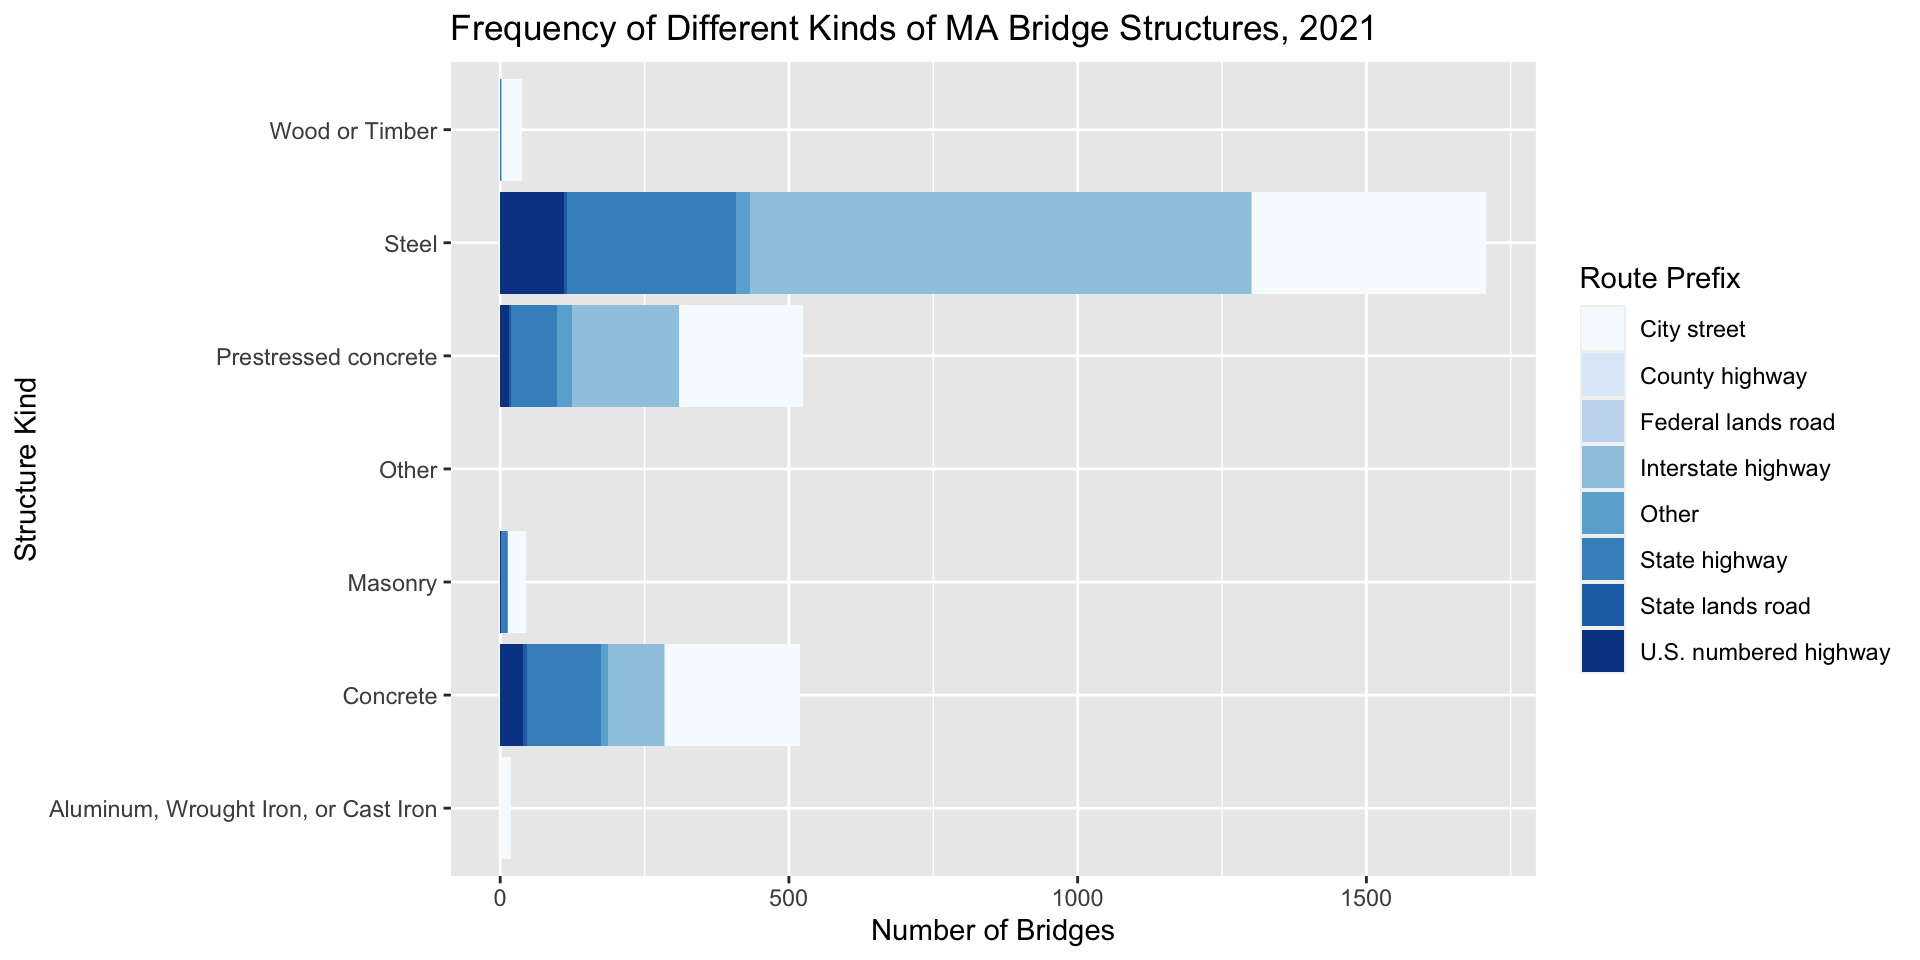 Frequency of Different Kinds of MA Bridge Structures, 2021
Structure Kind
Wood or Timber
Steel
Prestressed concrete
Other
Masonry
Concrete
Aluminum, Wrought Iron, or Cast Iron
0
500
1000
1500
Number of Bridges
Route Prefix
City street
County highway
Federal lands road
Interstate highway
Other
State highway
State lands road
U.S. numbered highway